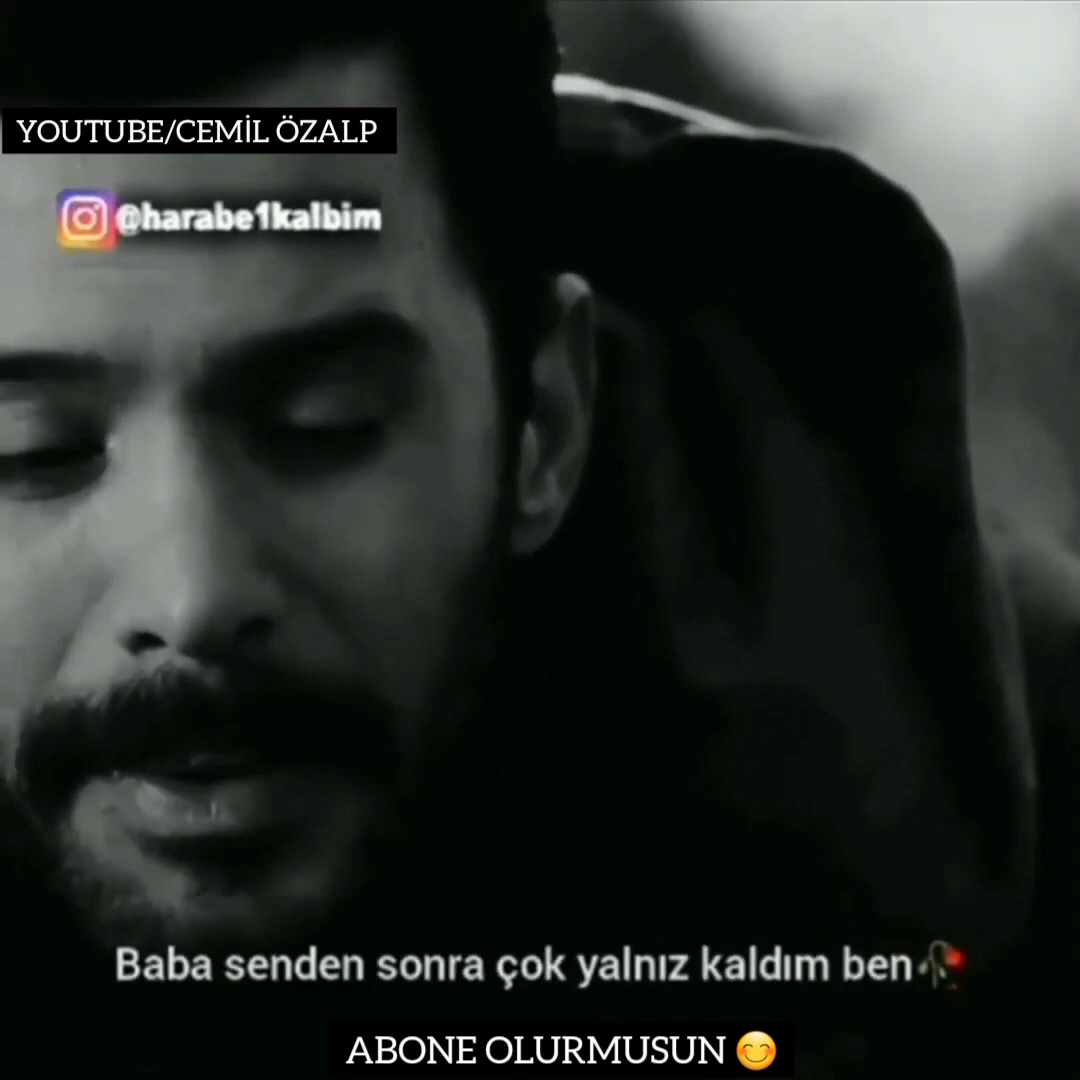 YOUTUBE/CEMİL ÖZALP
@harabe1kalbim
Baba senden sonra çok yalnız kaldım ben🥀
ABONE OLURMUSUN 😊